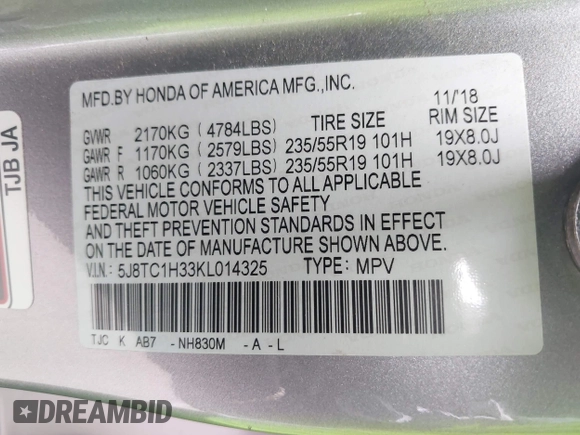 MFD.BY HONDA OF AMERICA MFG.,INC.
11/'18
TIRE SIZE RIM SIZE
GVWR 2170KG ( 4784LBS)
GAWR F 1170KG ( 2579LBS) 235/55R19 101H 19X8.0J
GAWR R 1060KG ( 2337LBS) 235/55R19 101H 19X8.0J
THIS VEHICLE CONFORMS TO ALL APPLICABLE
FEDERAL MOTOR VEHICLE SAFETY
AND THEFT PREVENTION STANDARDS IN EFFECT
ON THE DATE OF MANUFACTURE SHOWN ABOVE.
V.I.N.: 5J8TC1H33KL014325 TYPE: MPV
TJC K AB7 -NH830M -A -L
TJB JA
DREAMBID